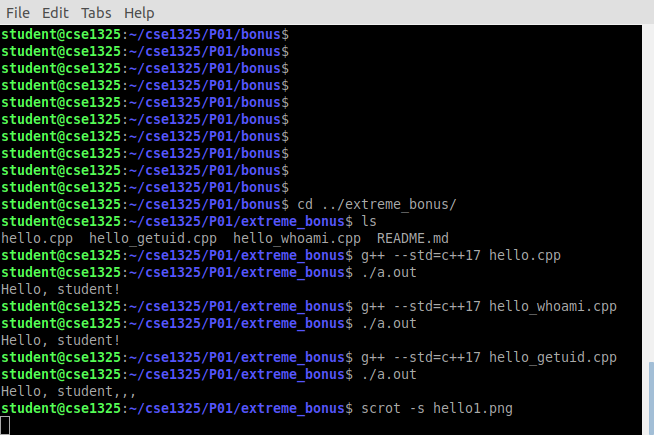 File Edit Tabs Help
student@cse1325:~/cse1325/P01/bonus$
student@cse1325:~/cse1325/P01/bonus$
student@cse1325:~/cse1325/P01/bonus$
student@cse1325:~/cse1325/P01/bonus$
student@cse1325:~/cse1325/P01/bonus$
student@cse1325:~/cse1325/P01/bonus$
student@cse1325:~/cse1325/P01/bonus$
student@cse1325:~/cse1325/P01/bonus$
student@cse1325:~/cse1325/P01/bonus$
student@cse1325:~/cse1325/P01/bonus$
student@cse1325:~/cse1325/P01/bonus$ cd ../extreme_bonus/
student@cse1325:~/cse1325/P01/extreme_bonus$ ls
hello.cpp  hello_getuid.cpp  hello_whoami.cpp  README.md
student@cse1325:~/cse1325/P01/extreme_bonus$ g++ --std=c++17 hello.cpp
student@cse1325:~/cse1325/P01/extreme_bonus$ ./a.out
Hello, student!
student@cse1325:~/cse1325/P01/extreme_bonus$ g++ --std=c++17 hello_whoami.cpp
student@cse1325:~/cse1325/P01/extreme_bonus$ ./a.out
Hello, student!
student@cse1325:~/cse1325/P01/extreme_bonus$ g++ --std=c++17 hello_getuid.cpp
student@cse1325:~/cse1325/P01/extreme_bonus$ ./a.out
Hello, student,,,
student@cse1325:~/cse1325/P01/extreme_bonus$ scrot -s hello1.png